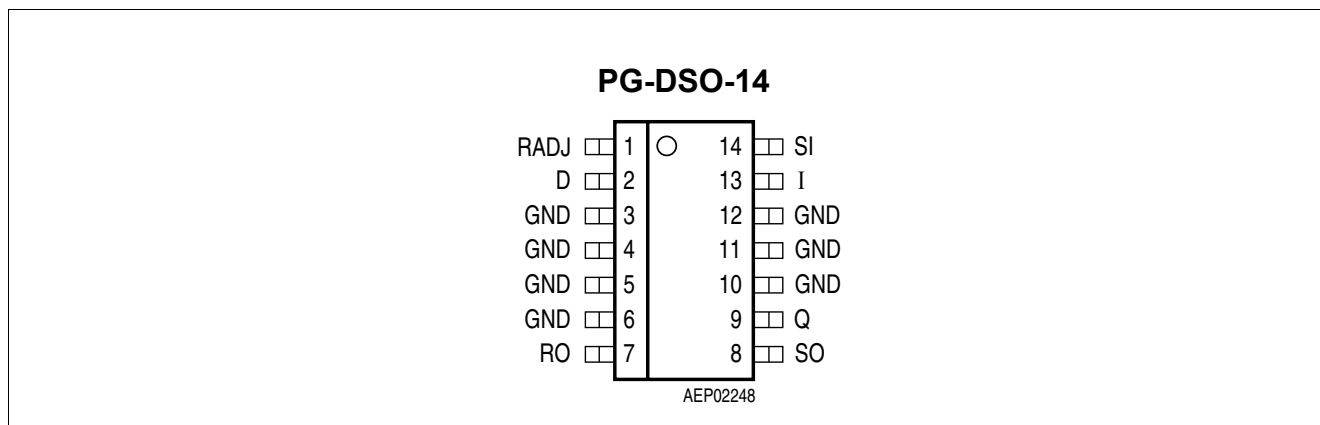 PG-DSO-14
RADJ 1 14 SI
D 2 13 I
GND 3 12 GND
GND 4 11 GND
GND 5 10 GND
GND 6 9 Q
RO 7 8 SO
AEP02248